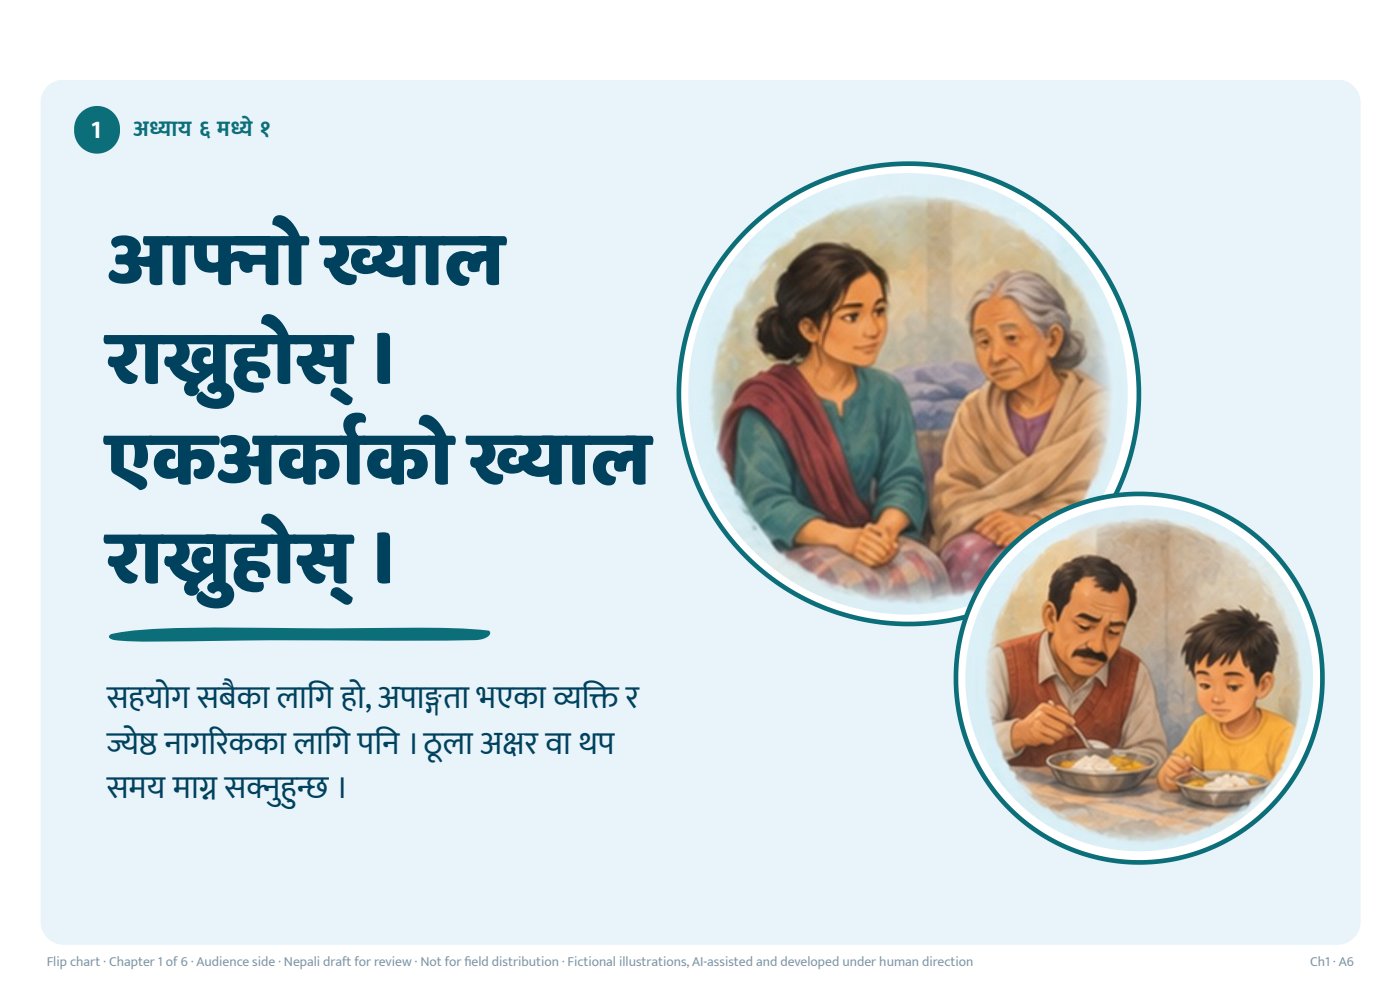 1 अध्याय ६ मध्ये १
आफ्नो ख्याल
राख्नुहोस् ।
एकअर्काको ख्याल
राख्नुहोस् ।
सहयोग सबैका लागि हो, अपाङ्गता भएका व्यक्ति र
ज्येष्ठ नागरिकका लागि पनि । ठूला अक्षर वा थप
समय माग्न सक्नुहुन्छ ।
Flip chart · Chapter 1 of 6 · Audience side · Nepali draft for review · Not for field distribution · Fictional illustrations, AI-assisted and developed under human direction
Ch1 · A6